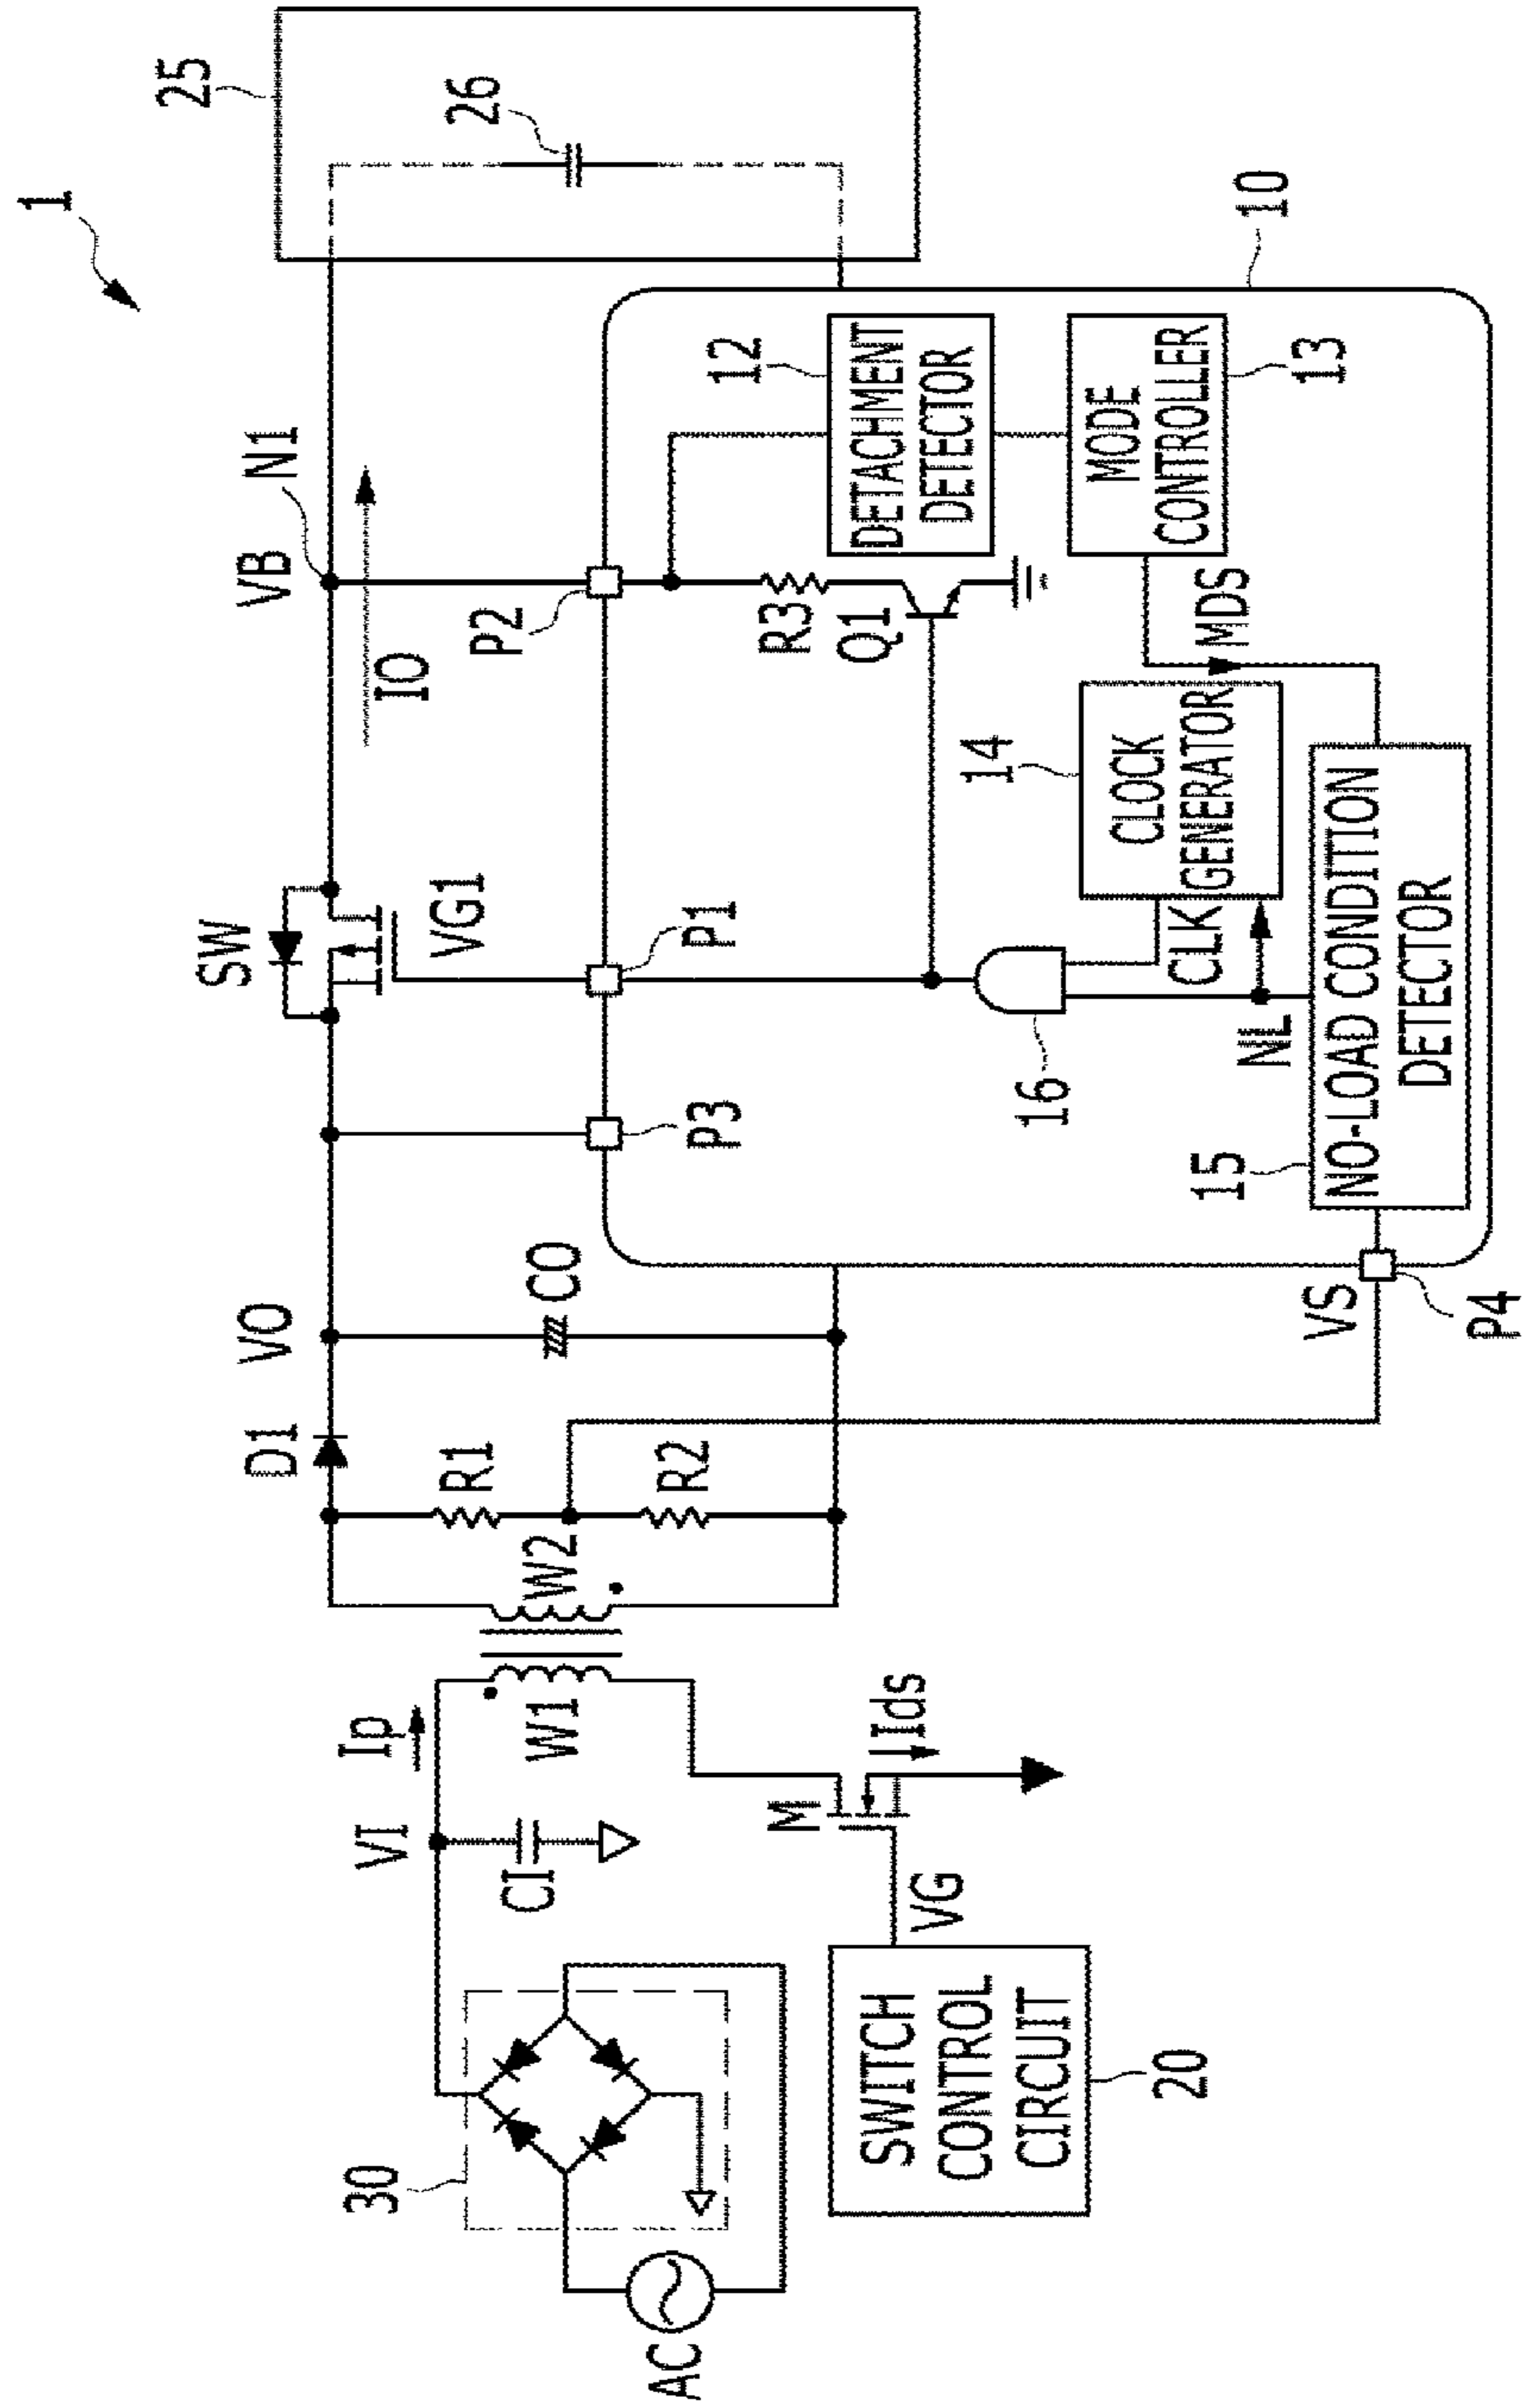 1
25
26
AC
30
VI
CI
Ip
W1
W2
M
Ids
VG
SWITCH
CONTROL
CIRCUIT
20
D1
R1
R2
VO
CO
SW
VG1
IO
VB
N1
P3
P1
P2
VS
P4
10
12
DETACHMENT
DETECTOR
MODE
CONTROLLER
13
R3
Q1
MDS
14
CLOCK
GENERATOR
CLK
16
NL
15
NO-LOAD CONDITION
DETECTOR